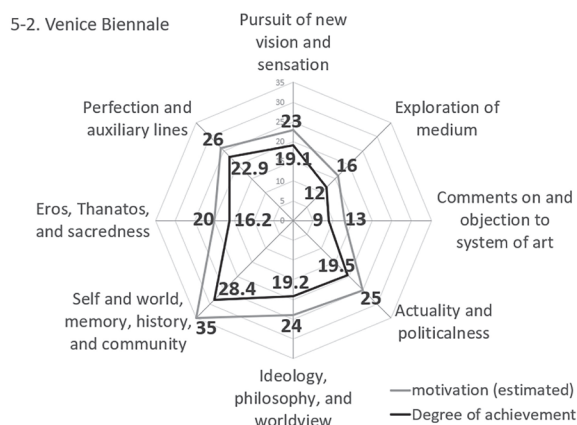 5-2. Venice Biennale
Pursuit of new
vision and
sensation
Perfection and
auxiliary lines
Exploration of
medium
35
30
25
20
15
10
5
0
23
26
16
22.9
19.1
12
Eros, Thanatos,
and sacredness
20
16.2
9
13
Comments on and
objection to
system of art
28.4
19.2
19.5
Self and world,
memory, history,
and community
35
24
25
Actuality and
politicalness
Ideology,
philosophy, and
worldview
motivation (estimated)
Degree of achievement